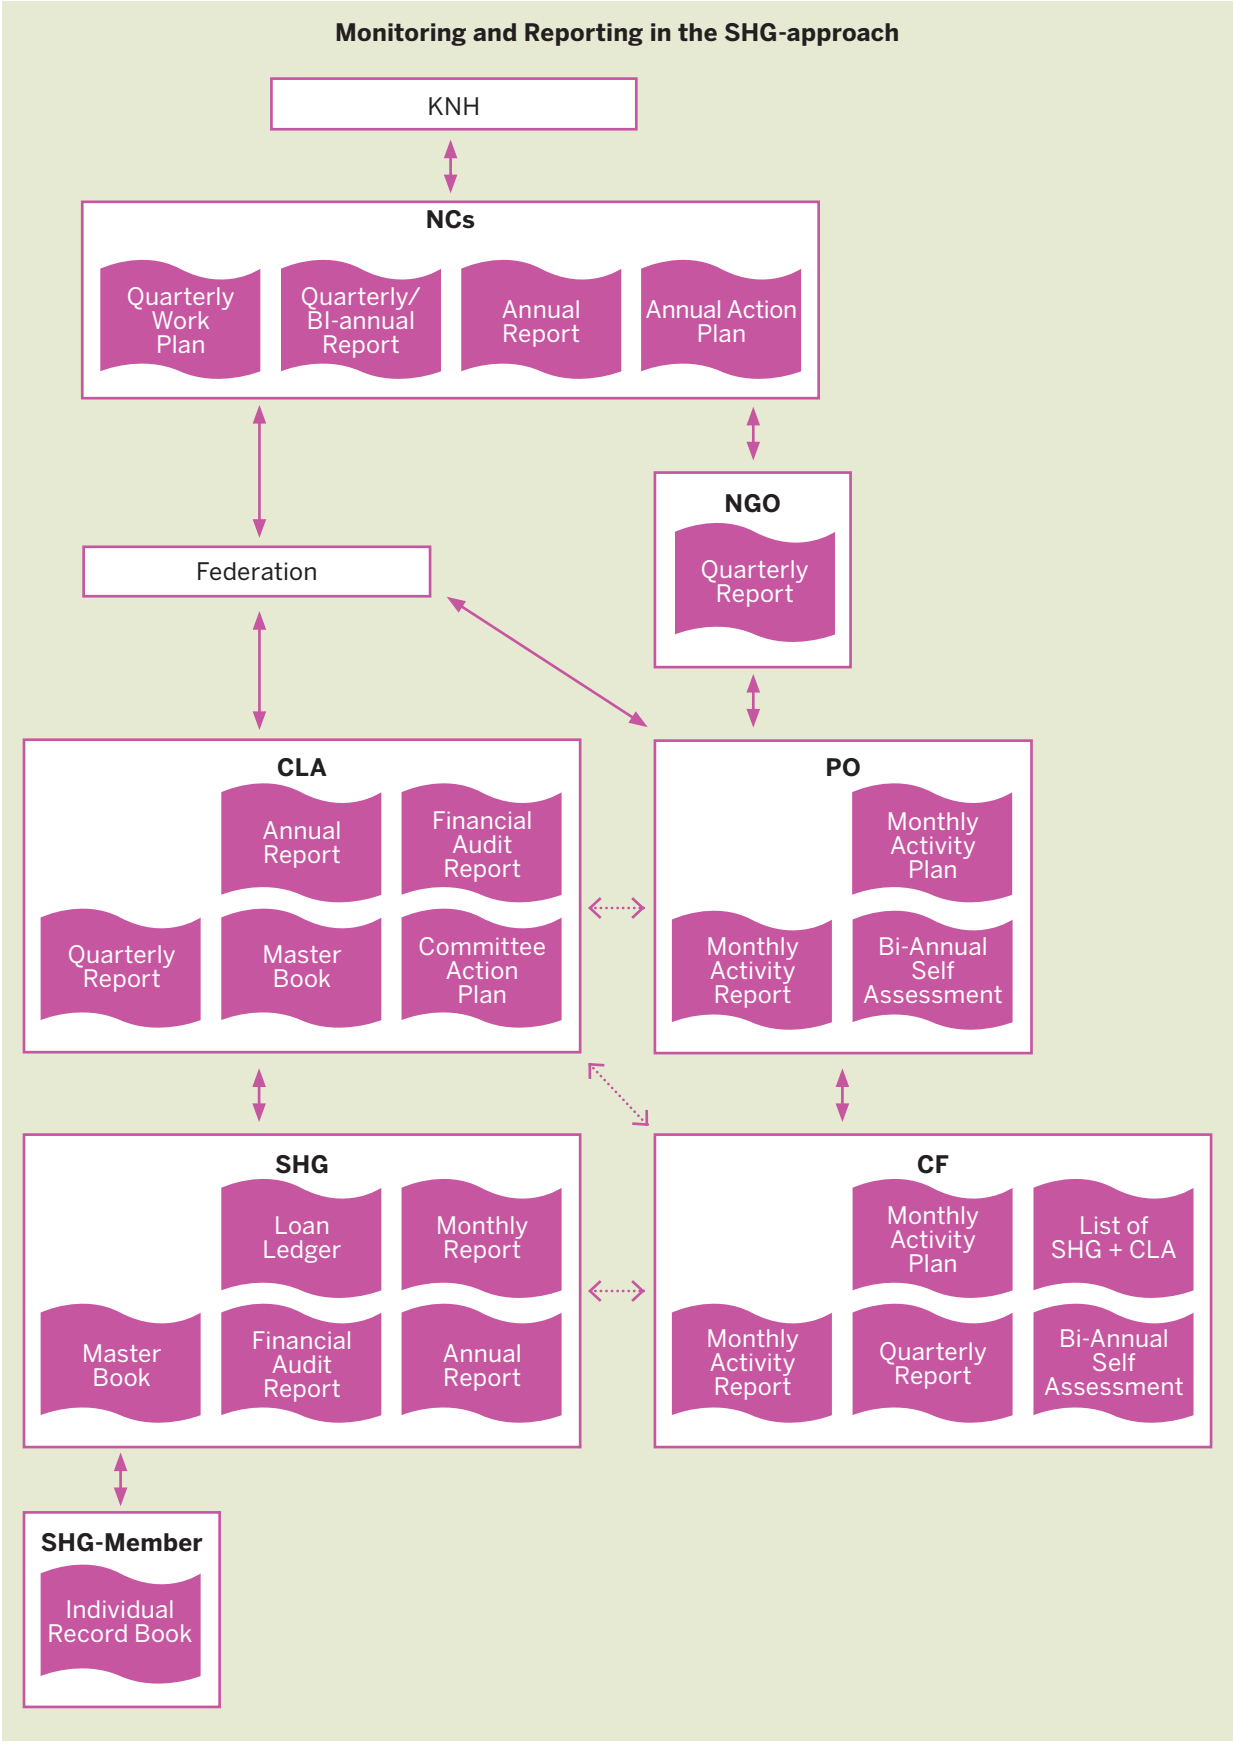 Monitoring and Reporting in the SHG-approach
KNH
NCs
Quarterly
Work
Plan
Quarterly/
BI-annual
Report
Annual
Report
Annual Action
Plan
NGO
Quarterly
Report
Federation
CLA
Annual
Report
Financial
Audit
Report
Quarterly
Report
Master
Book
Committee
Action
Plan
PO
Monthly
Activity
Plan
Monthly
Activity
Report
Bi-Annual
Self
Assessment
SHG
Loan
Ledger
Monthly
Report
Master
Book
Financial
Audit
Report
Annual
Report
CF
Monthly
Activity
Plan
List of
SHG + CLA
Monthly
Activity
Report
Quarterly
Report
Bi-Annual
Self
Assessment
SHG-Member
Individual
Record Book